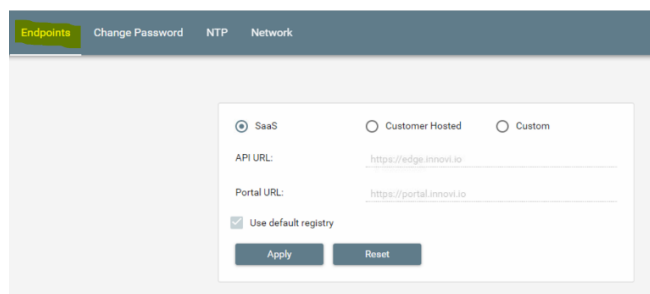 Endpoints Change Password NTP Network
SaaS Customer Hosted Custom
API URL: https://edge.innovi.io
Portal URL: https://portal.innovi.io
Use default registry
Apply Reset